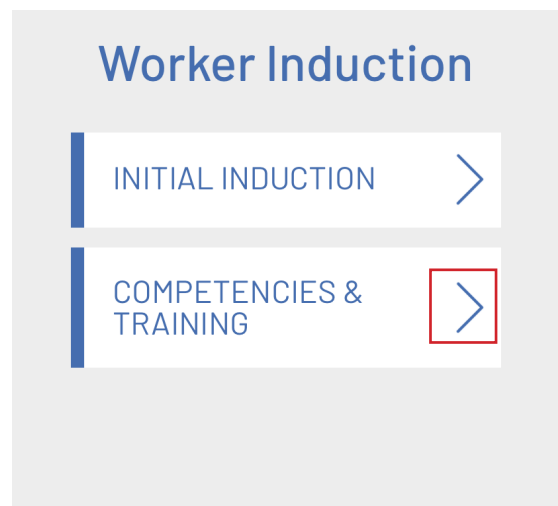 Worker Induction
INITIAL INDUCTION
COMPETENCIES &
TRAINING